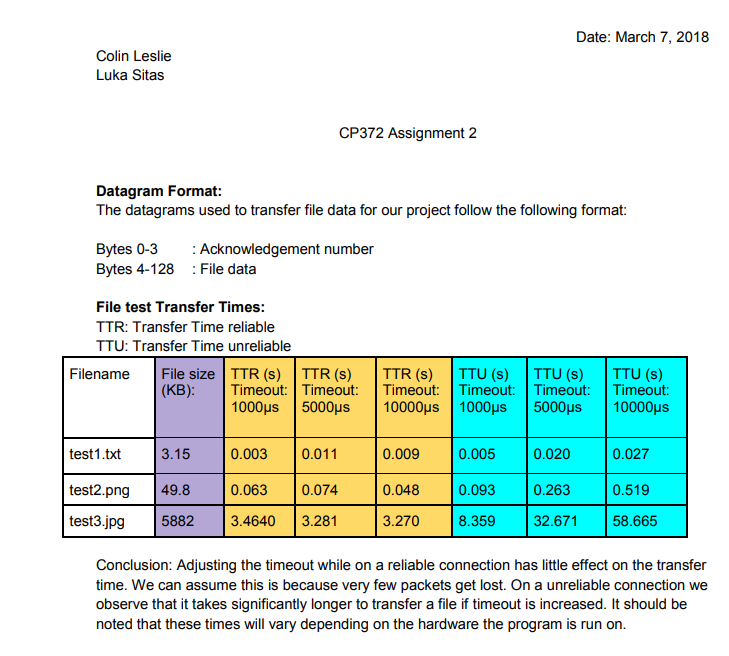 Date: March 7, 2018
Colin Leslie
Luka Sitas
CP372 Assignment 2
Datagram Format:
The datagrams used to transfer file data for our project follow the following format:
Bytes 0-3 : Acknowledgement number
Bytes 4-128 : File data
File test Transfer Times:
TTR: Transfer Time reliable
TTU: Transfer Time unreliable
Filename File size TTR (s) TTR (s) TTR (s) TTU (s) TTU (s) TTU (s)
(KB): Timeout: Timeout: Timeout: Timeout: Timeout: Timeout:
1000µs 5000µs 10000µs 1000µs 5000µs 10000µs
test1.txt 3.15 0.003 0.011 0.009 0.005 0.020 0.027
test2.png 49.8 0.063 0.074 0.048 0.093 0.263 0.519
test3.jpg 5882 3.4640 3.281 3.270 8.359 32.671 58.665
Conclusion: Adjusting the timeout while on a reliable connection has little effect on the transfer
time. We can assume this is because very few packets get lost. On a unreliable connection we
observe that it takes significantly longer to transfer a file if timeout is increased. It should be
noted that these times will vary depending on the hardware the program is run on.